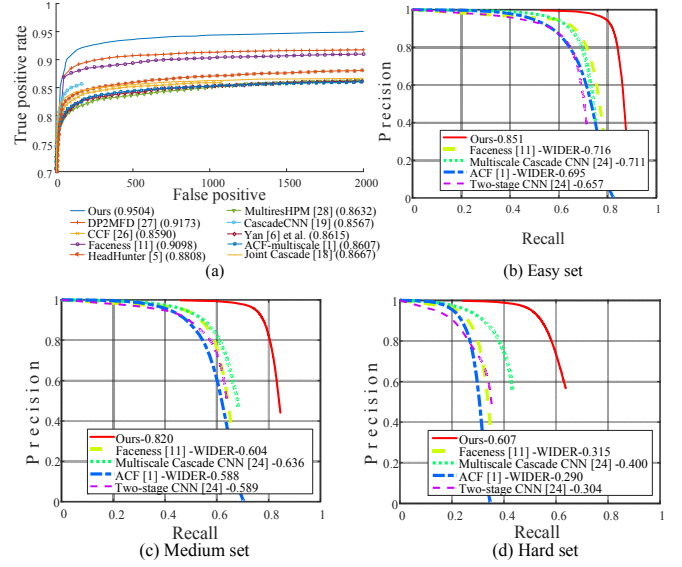 True positive rate
0.95
0.9
0.85
0.8
0.75
0.7
0 500 1000 1500 2000
False positive
Ours (0.9504)
DP2MFD [27] (0.9173)
CCF [26] (0.8590)
Faceness [11] (0.9098)
HeadHunter [5] (0.8808)
MultiresHPM [28] (0.8632)
CascadeCNN [19] (0.8567)
Yan [6] et al. (0.8615)
ACF-multiscale [1] (0.8607)
Joint Cascade [18] (0.8667)
(a)
Precision
1
0.8
0.6
0.4
0.2
0
0 0.2 0.4 0.6 0.8 1
Ours-0.851
Faceness [11] -WIDER-0.716
Multiscale Cascade CNN [24] -0.711
ACF [1] -WIDER-0.695
Two-stage CNN [24] -0.657
Recall
(b) Easy set
Precision
1
0.8
0.6
0.4
0.2
0
0 0.2 0.4 0.6 0.8 1
Ours-0.820
Faceness [11] -WIDER-0.604
Multiscale Cascade CNN [24] -0.636
ACF [1] -WIDER-0.588
Two-stage CNN [24] -0.589
Recall
(c) Medium set
Precision
1
0.8
0.6
0.4
0.2
0
0 0.2 0.4 0.6 0.8 1
Ours-0.607
Faceness [11] -WIDER-0.315
Multiscale Cascade CNN [24] -0.400
ACF [1] -WIDER-0.290
Two-stage CNN [24] -0.304
Recall
(d) Hard set